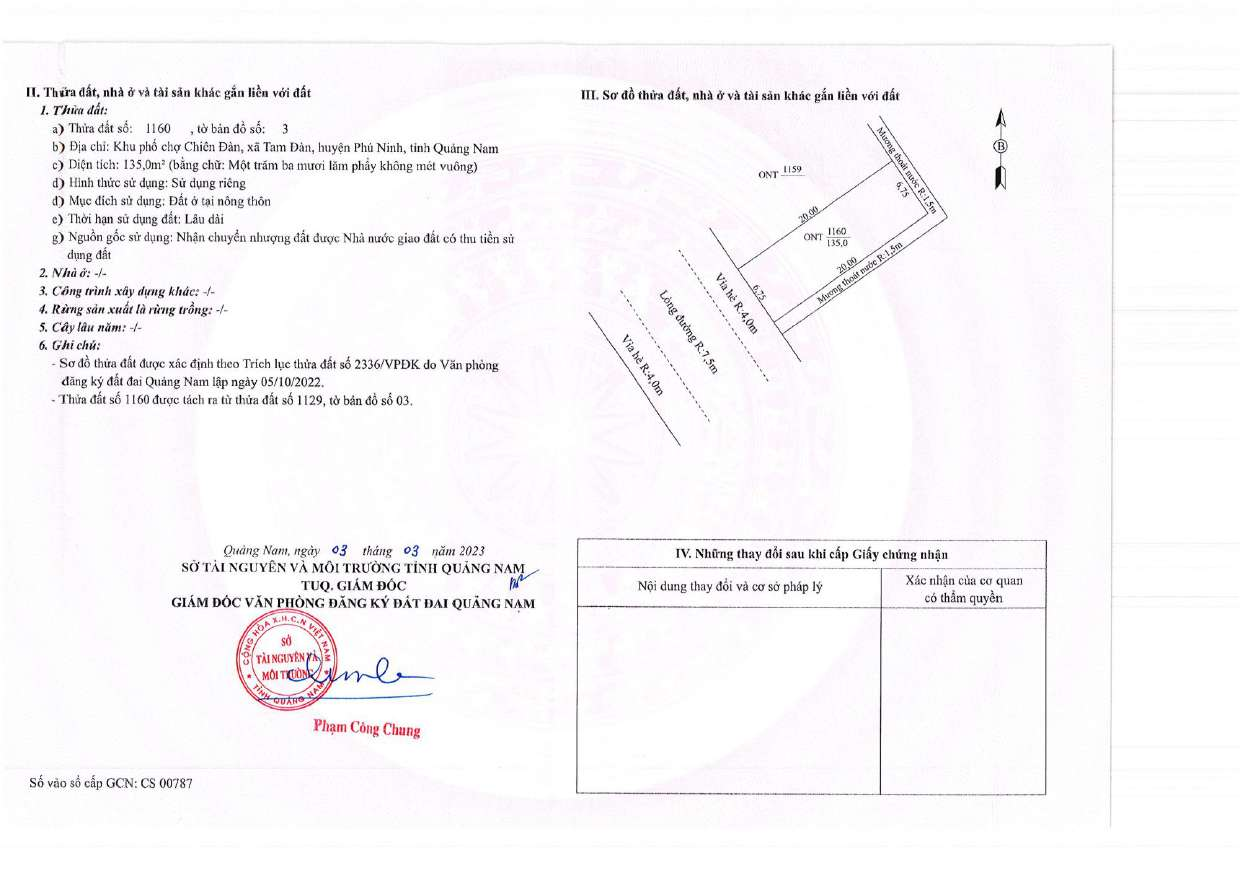 II. Thửa đất, nhà ở và tài sản khác gắn liền với đất
1. Thửa đất:
a) Thửa đất số: 1160 , tờ bản đồ số: 3
b) Địa chỉ: Khu phố chợ Chiên Đàn, xã Tam Đàn, huyện Phú Ninh, tỉnh Quảng Nam
c) Diện tích: 135,0m² (bằng chữ: Một trăm ba mươi lăm phẩy không mét vuông)
d) Hình thức sử dụng: Sử dụng riêng
đ) Mục đích sử dụng: Đất ở tại nông thôn
e) Thời hạn sử dụng đất: Lâu dài
g) Nguồn gốc sử dụng: Nhận chuyển nhượng đất được Nhà nước giao đất có thu tiền sử
dụng đất
2. Nhà ở: -/-
3. Công trình xây dựng khác: -/-
4. Rừng sản xuất là rừng trồng: -/-
5. Cây lâu năm: -/-
6. Ghi chú:
- Sơ đồ thửa đất được xác định theo Trích lục thửa đất số 2336/VPĐK do Văn phòng
đăng ký đất đai Quảng Nam lập ngày 05/10/2022.
- Thửa đất số 1160 được tách ra từ thửa đất số 1129, tờ bản đồ số 03.
Quảng Nam, ngày 03 tháng 03 năm 2023
SỞ TÀI NGUYÊN VÀ MÔI TRƯỜNG TỈNH QUẢNG NAM
TUQ. GIÁM ĐỐC
GIÁM ĐỐC VĂN PHÒNG ĐĂNG KÝ ĐẤT ĐAI QUẢNG NAM
CỘNG HÒA X.H.C.N VIỆT NAM
SỞ
TÀI NGUYÊN VÀ
MÔI TRƯỜNG
TỈNH QUẢNG NAM
Phạm Công Chung
Số vào sổ cấp GCN: CS 00787
III. Sơ đồ thửa đất, nhà ở và tài sản khác gắn liền với đất
B
Mương thoát nước R:1,5m
6,75
ONT 1159
20,00
ONT 1160
135,0
20,00
Mương thoát nước R:1,5m
6,75
Vỉa hè R:4,0m
Lòng đường R:7,5m
Vỉa hè R:4,0m
IV. Những thay đổi sau khi cấp Giấy chứng nhận
Nội dung thay đổi và cơ sở pháp lý
Xác nhận của cơ quan
có thẩm quyền